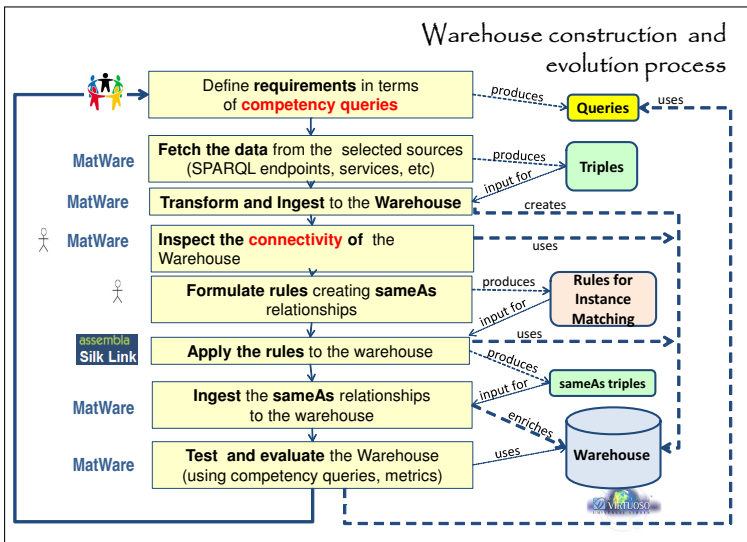 Warehouse construction and
evolution process
Define requirements in terms
of competency queries
produces
Queries
uses
MatWare
Fetch the data from the selected sources
(SPARQL endpoints, services, etc)
produces
Triples
input for
MatWare
Transform and Ingest to the Warehouse
creates
MatWare
Inspect the connectivity of the
Warehouse
uses
Formulate rules creating sameAs
relationships
produces
Rules for
Instance
Matching
input for
assembla
Silk Link
Apply the rules to the warehouse
uses
produces
sameAs triples
input for
MatWare
Ingest the sameAs relationships
to the warehouse
enriches
Warehouse
MatWare
Test and evaluate the Warehouse
(using competency queries, metrics)
uses
VIRTUOSO